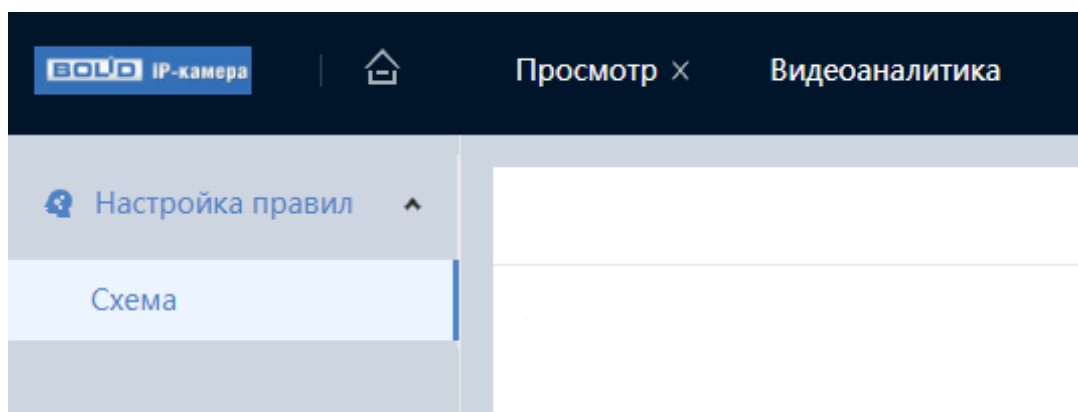 BOLID IP-камера
Просмотр ×
Видеоаналитика
Настройка правил
Схема